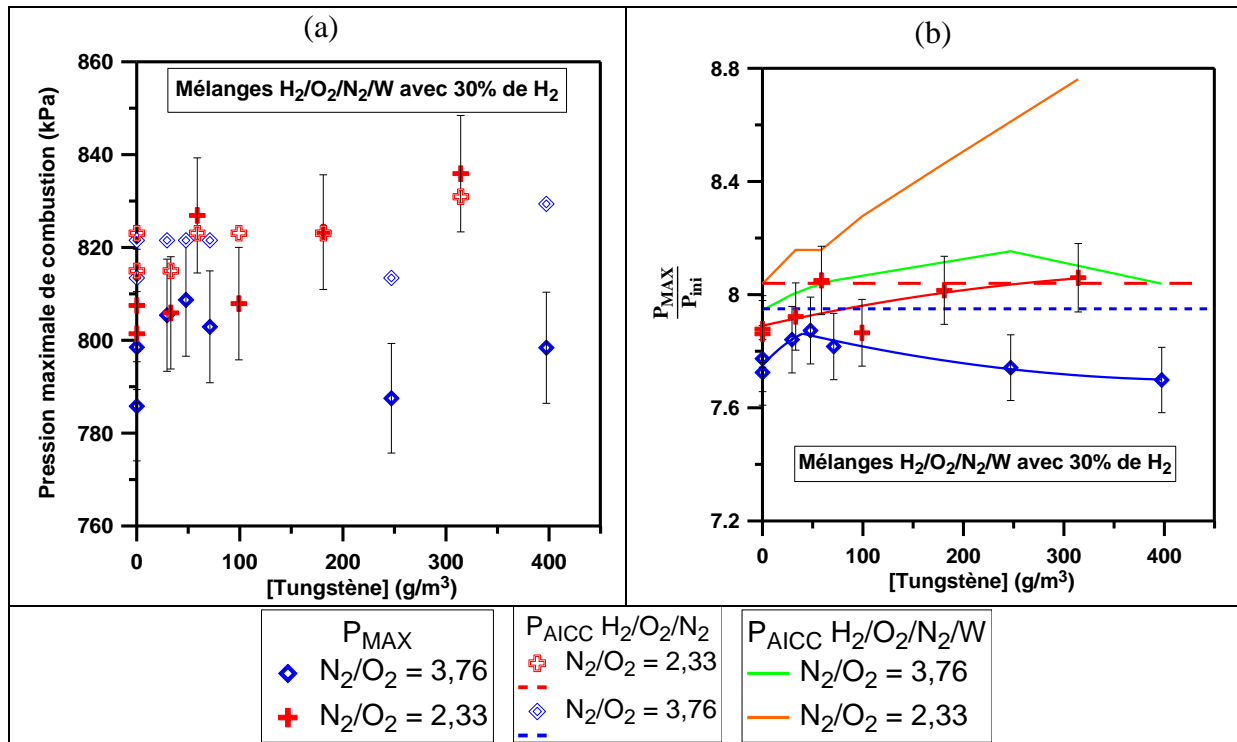 (a)
860
840
820
800
780
760
Pression maximale de combustion (kPa)
Mélanges H2/O2/N2/W avec 30% de H2
0
100
200
300
400
[Tungstène] (g/m3)
(b)
8.8
8.4
8
7.6
7.2
PMAX
Pini
Mélanges H2/O2/N2/W avec 30% de H2
0
100
200
300
400
[Tungstène] (g/m3)
PMAX
N2/O2 = 3,76
N2/O2 = 2,33
PAICC H2/O2/N2
N2/O2 = 2,33
N2/O2 = 3,76
PAICC H2/O2/N2/W
N2/O2 = 3,76
N2/O2 = 2,33